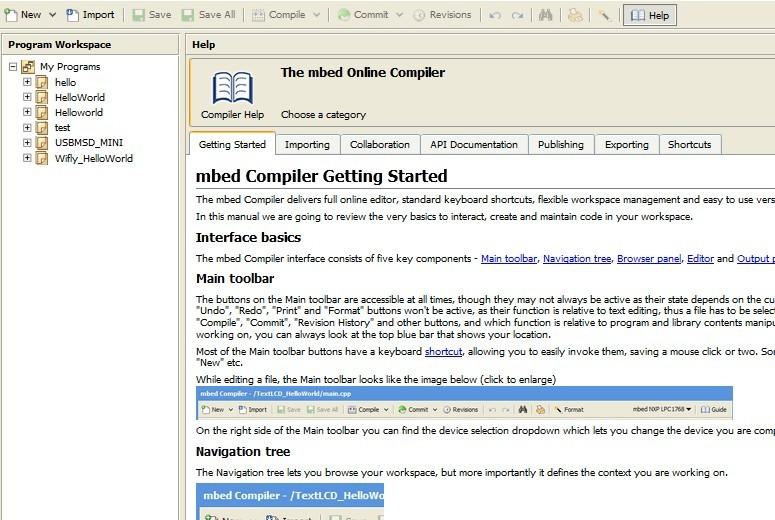 New Import Save Save All Compile Commit Revisions Help
Program Workspace
My Programs
hello
HelloWorld
Helloworld
test
USBMSD_MINI
Wifly_HelloWorld
Help
The mbed Online Compiler
Compiler Help
Choose a category
Getting Started Importing Collaboration API Documentation Publishing Exporting Shortcuts
mbed Compiler Getting Started
The mbed Compiler delivers full online editor, standard keyboard shortcuts, flexible workspace management and easy to use
In this manual we are going to review the very basics to interact, create and maintain code in your workspace.
Interface basics
The mbed Compiler interface consists of five key components - Main toolbar, Navigation tree, Browser panel, Editor and Output
Main toolbar
The buttons on the Main toolbar are accessible at all times, though they may not always be active as their state depends on the
"Undo", "Redo", "Print" and "Format" buttons won't be active, as their function is relative to text editing, thus a file has to be
"Compile", "Commit", "Revision History" and other buttons, and which function is relative to program and library contents
working on, you can always look at the top blue bar that shows your location.
Most of the Main toolbar buttons have a keyboard shortcut, allowing you to easily invoke them, saving a mouse click or two.
"New" etc.
While editing a file, the Main toolbar looks like the image below (click to enlarge)
mbed Compiler - /TextLCD_HelloWorld/main.cpp
New Import Save Save All Compile Commit Revisions Format mbed NXP LPC1768 Guide
On the right side of the Main toolbar you can find the device selection dropdown which lets you change the device you are
Navigation tree
The Navigation tree lets you browse your workspace, but more importantly it defines the context you are working on.
mbed Compiler - /TextLCD_HelloWo